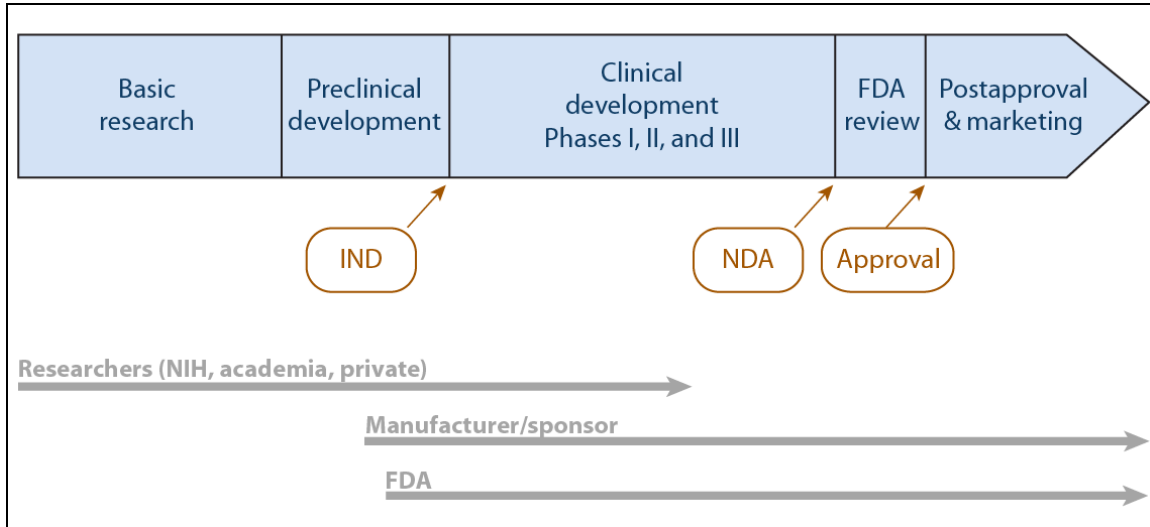 Basic
research
Preclinical
development
Clinical
development
Phases I, II, and III
FDA
review
Postapproval
& marketing
IND
NDA
Approval
Researchers (NIH, academia, private)
Manufacturer/sponsor
FDA